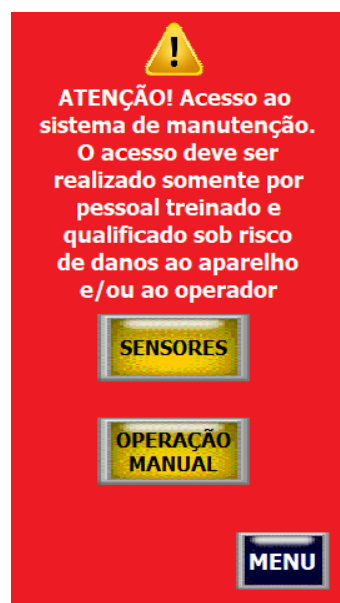 ATENÇÃO! Acesso ao
sistema de manutenção.
O acesso deve ser
realizado somente por
pessoal treinado e
qualificado sob risco
de danos ao aparelho
e/ou ao operador
SENSORES
OPERAÇÃO
MANUAL
MENU